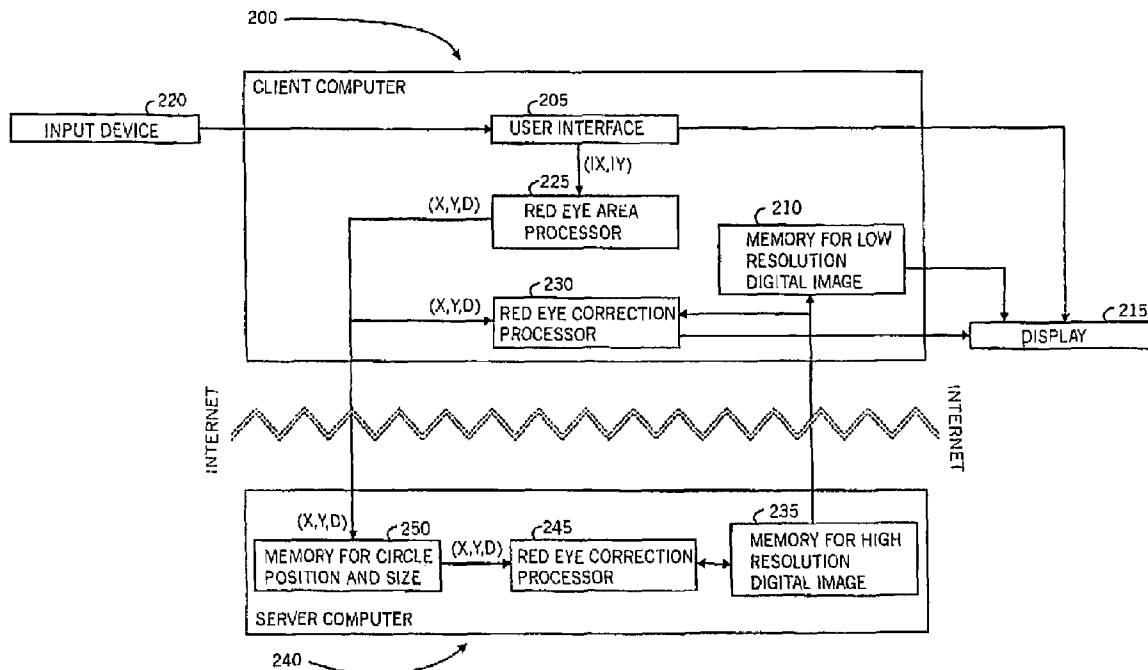 200
CLIENT COMPUTER
220
INPUT DEVICE
205
USER INTERFACE
(IX,IY)
225
(X,Y,D)
RED EYE AREA
PROCESSOR
210
MEMORY FOR LOW
RESOLUTION
DIGITAL IMAGE
230
(X,Y,D)
RED EYE CORRECTION
PROCESSOR
215
DISPLAY
INTERNET
INTERNET
(X,Y,D)
250
MEMORY FOR CIRCLE
POSITION AND SIZE
(X,Y,D)
245
RED EYE CORRECTION
PROCESSOR
235
MEMORY FOR HIGH
RESOLUTION
DIGITAL IMAGE
SERVER COMPUTER
240